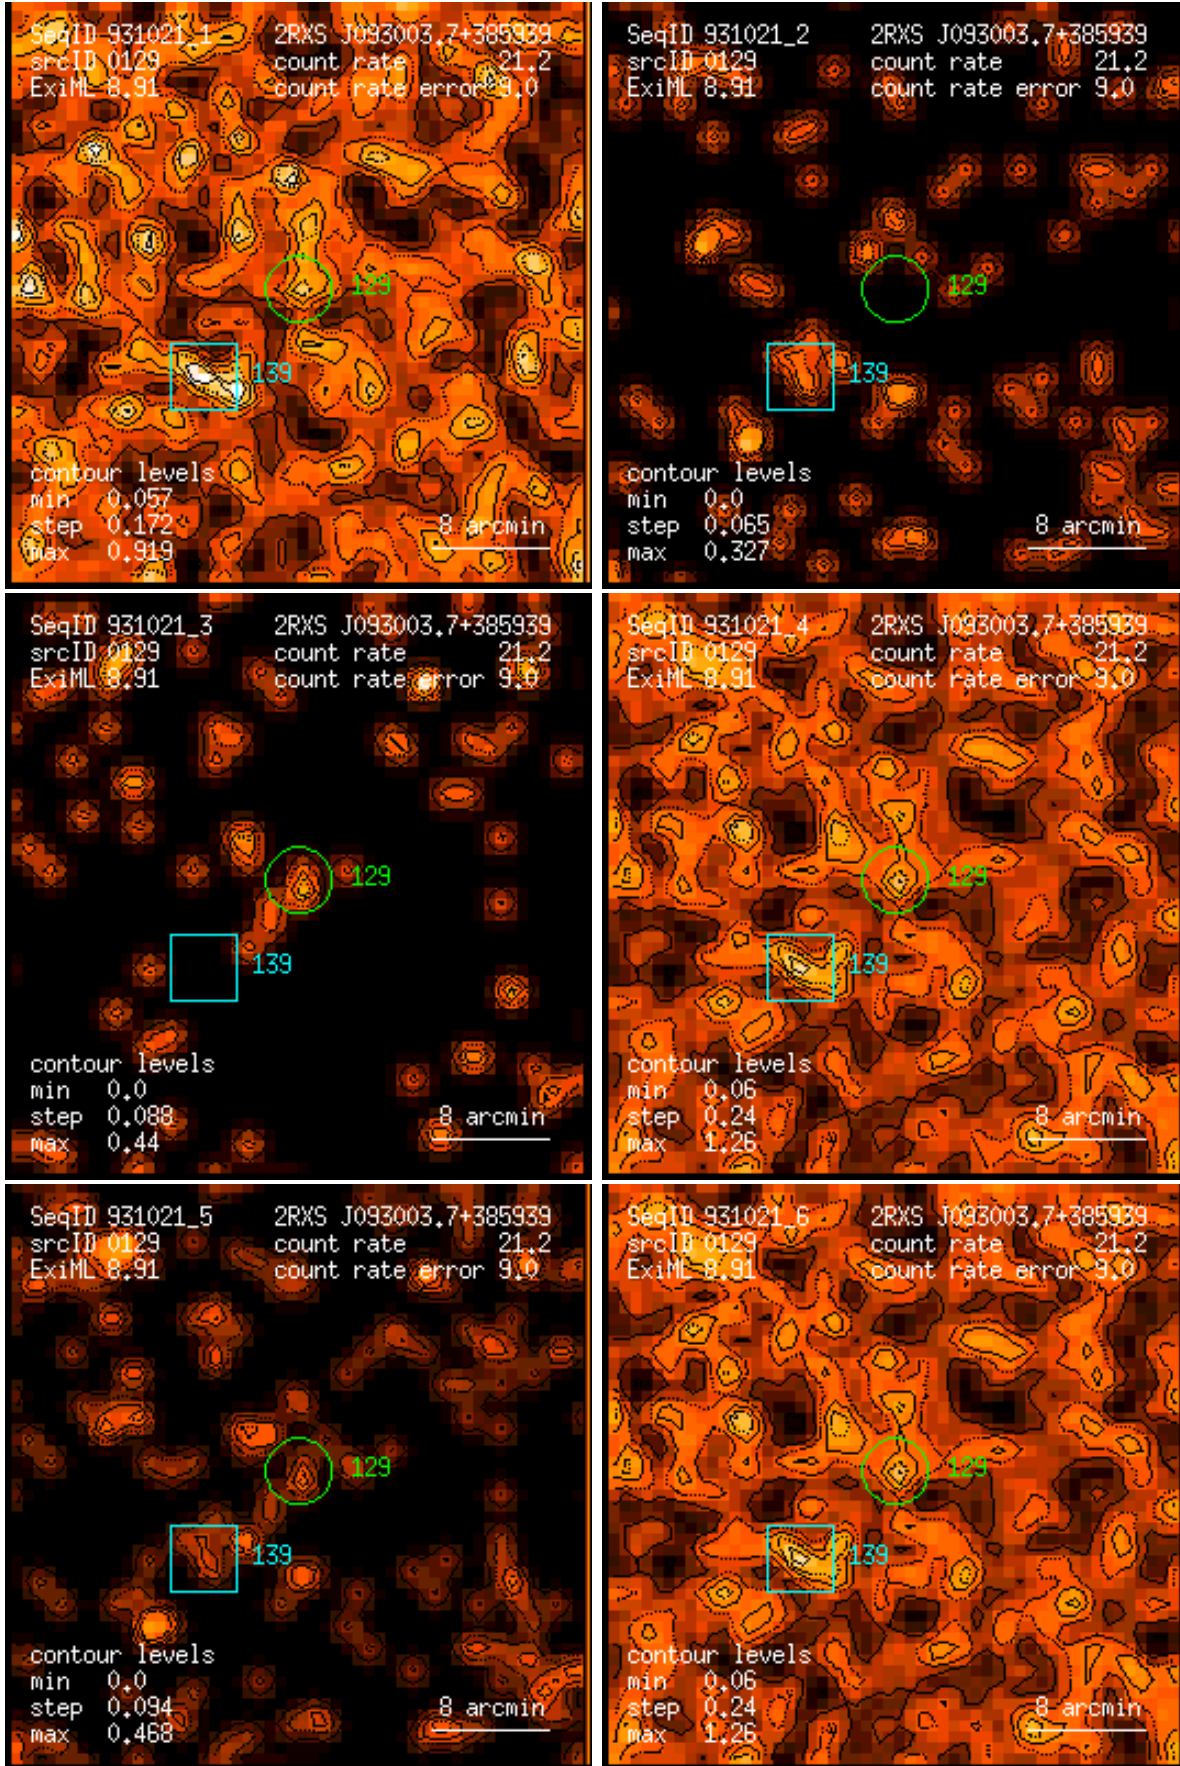 SeqID 931021_1 2RXS J093003.7+385939
srcID 0129 count rate 21.2
ExiML 8.91 count rate error 9.0
129
139
contour levels
min 0.057
step 0.172 8 arcmin
max 0.919
SeqID 931021_2 2RXS J093003.7+385939
srcID 0129 count rate 21.2
ExiML 8.91 count rate error 9.0
129
139
contour levels
min 0.0
step 0.065 8 arcmin
max 0.327
SeqID 931021_3 2RXS J093003.7+385939
srcID 0129 count rate 21.2
ExiML 8.91 count rate error 9.0
129
139
contour levels
min 0.0
step 0.088 8 arcmin
max 0.44
SeqID 931021_4 2RXS J093003.7+385939
srcID 0129 count rate 21.2
ExiML 8.91 count rate error 9.0
129
139
contour levels
min 0.06
step 0.24 8 arcmin
max 1.26
SeqID 931021_5 2RXS J093003.7+385939
srcID 0129 count rate 21.2
ExiML 8.91 count rate error 9.0
129
139
contour levels
min 0.0
step 0.094 8 arcmin
max 0.468
SeqID 931021_6 2RXS J093003.7+385939
srcID 0129 count rate 21.2
ExiML 8.91 count rate error 9.0
129
139
contour levels
min 0.06
step 0.24 8 arcmin
max 1.26